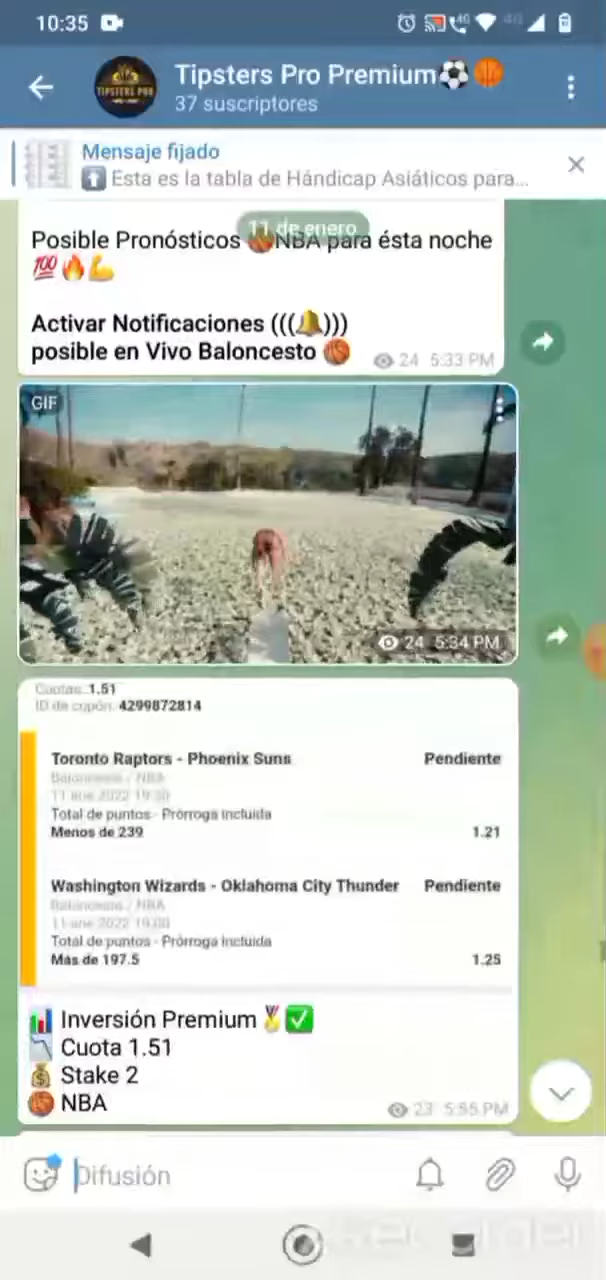 10:35
4G
4G
Tipsters Pro Premium⚽🏀
TIPSTERS PRO
37 suscriptores
Mensaje fijado
⬆️ Esta es la tabla de Hándicap Asiáticos para...
11 de enero
Posible Pronósticos 🏀NBA para ésta noche
💯🔥💪
Activar Notificaciones (((🔔)))
posible en Vivo Baloncesto 🏀
24 5:33 PM
GIF
24 5:34 PM
Cuotas: 1.51
ID de cupón: 4299872814
Toronto Raptors - Phoenix Suns Pendiente
Baloncesto / NBA
11 ene 2022 19:30
Total de puntos - Prórroga incluida
Menos de 239 1.21
Washington Wizards - Oklahoma City Thunder Pendiente
Baloncesto / NBA
11 ene 2022 19:00
Total de puntos - Prórroga incluida
Más de 197.5 1.25
📊 Inversión Premium 🏅✅
📉 Cuota 1.51
💰 Stake 2
🏀 NBA
23 5:55 PM
Difusión